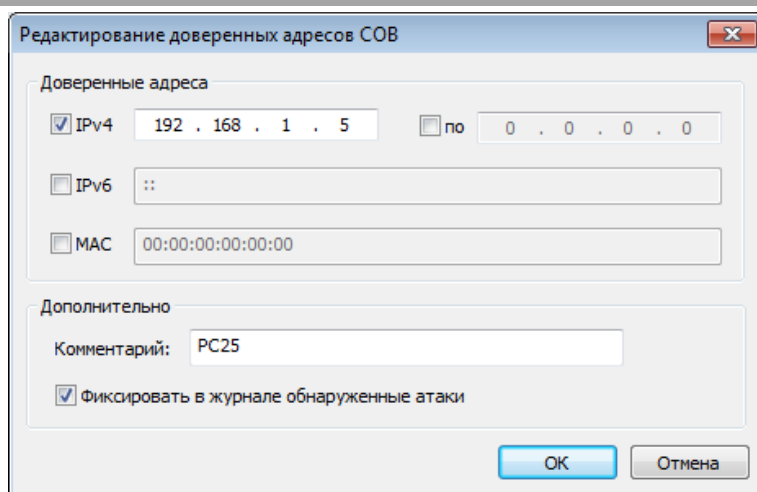 Редактирование доверенных адресов СОВ
Доверенные адреса
IPv4 192 . 168 . 1 . 5 по 0 . 0 . 0 . 0
IPv6 ::
MAC 00:00:00:00:00:00
Дополнительно
Комментарий: PC25
Фиксировать в журнале обнаруженные атаки
ОК Отмена